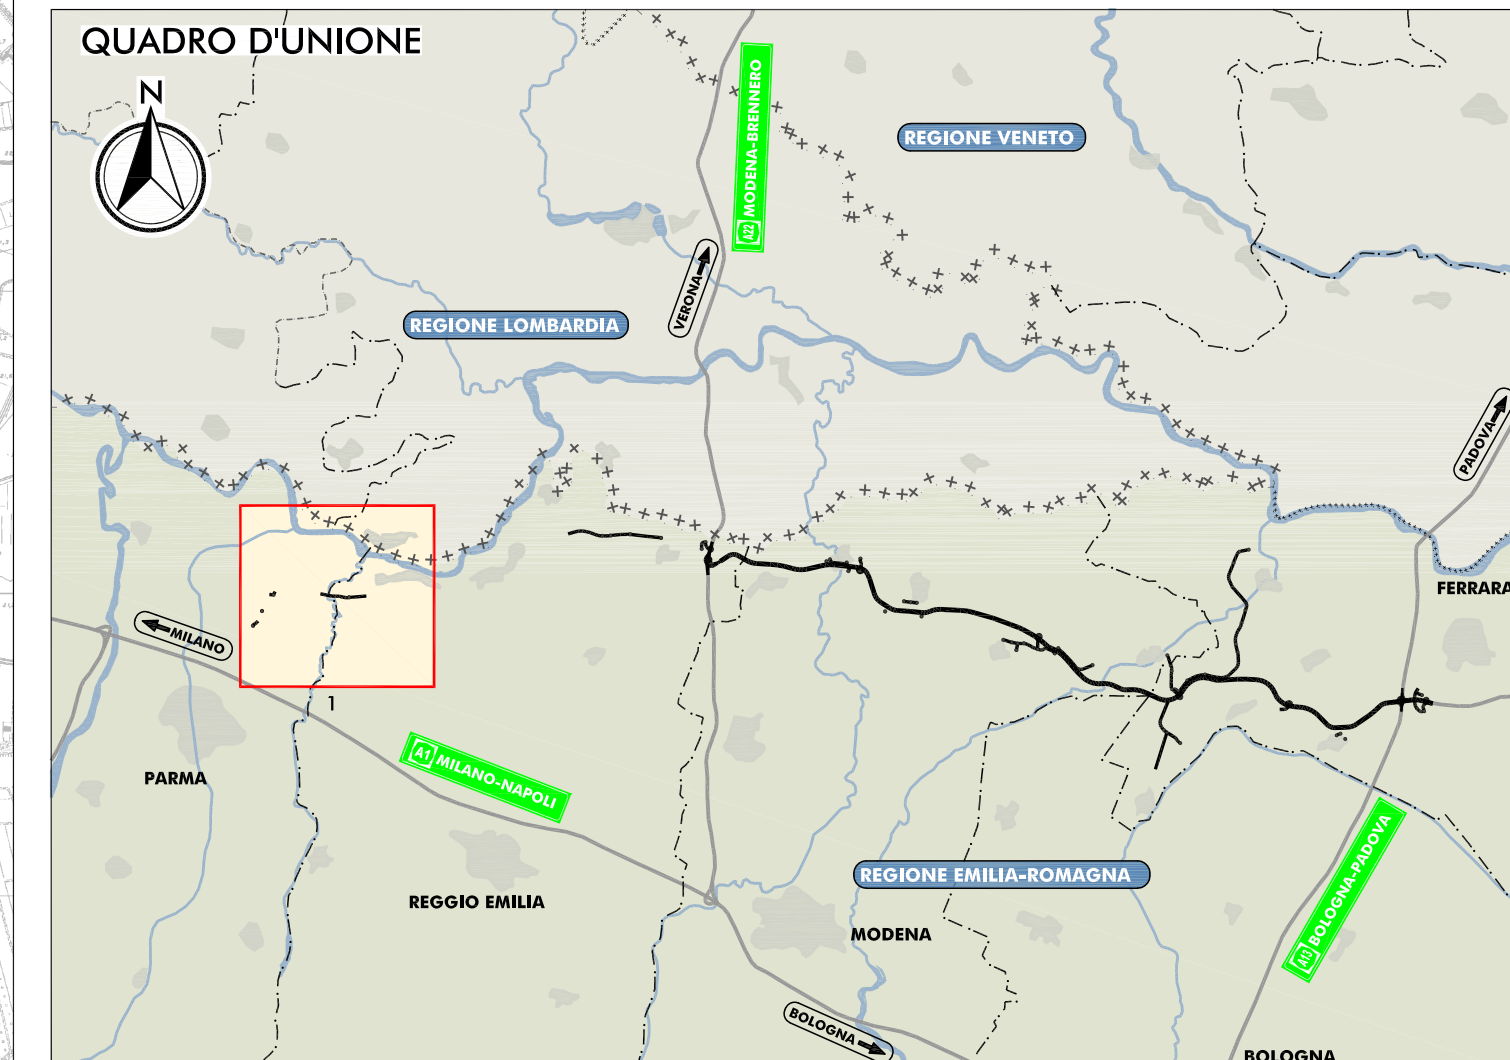 QUADRO D'UNIONE
N
A22 MODENA-BRENNERO
REGIONE VENETO
VERONA
REGIONE LOMBARDIA
PADOVA
FERRARA
MILANO
1
A1 MILANO-NAPOLI
PARMA
A13 BOLOGNA-PADOVA
REGIONE EMILIA-ROMAGNA
REGGIO EMILIA
MODENA
BOLOGNA
BOLOGNA